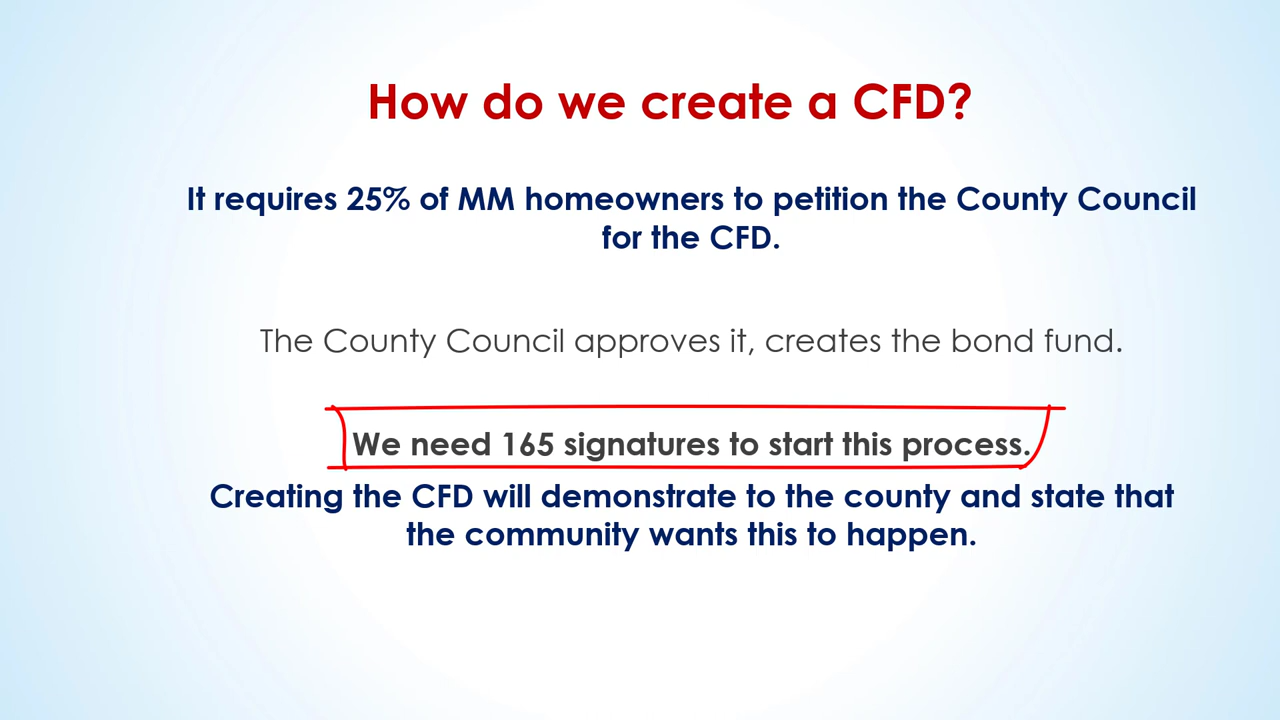 How do we create a CFD?
It requires 25% of MM homeowners to petition the County Council
for the CFD.
The County Council approves it, creates the bond fund.
We need 165 signatures to start this process.
Creating the CFD will demonstrate to the county and state that
the community wants this to happen.